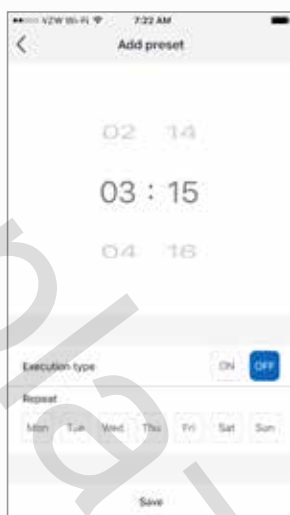 VZW Wi-Fi 7:22 AM
Add preset
02 14
03 : 15
04 16
Execution type ON OFF
Repeat
Mon Tue Wed Thu Fri Sat Sun
Save